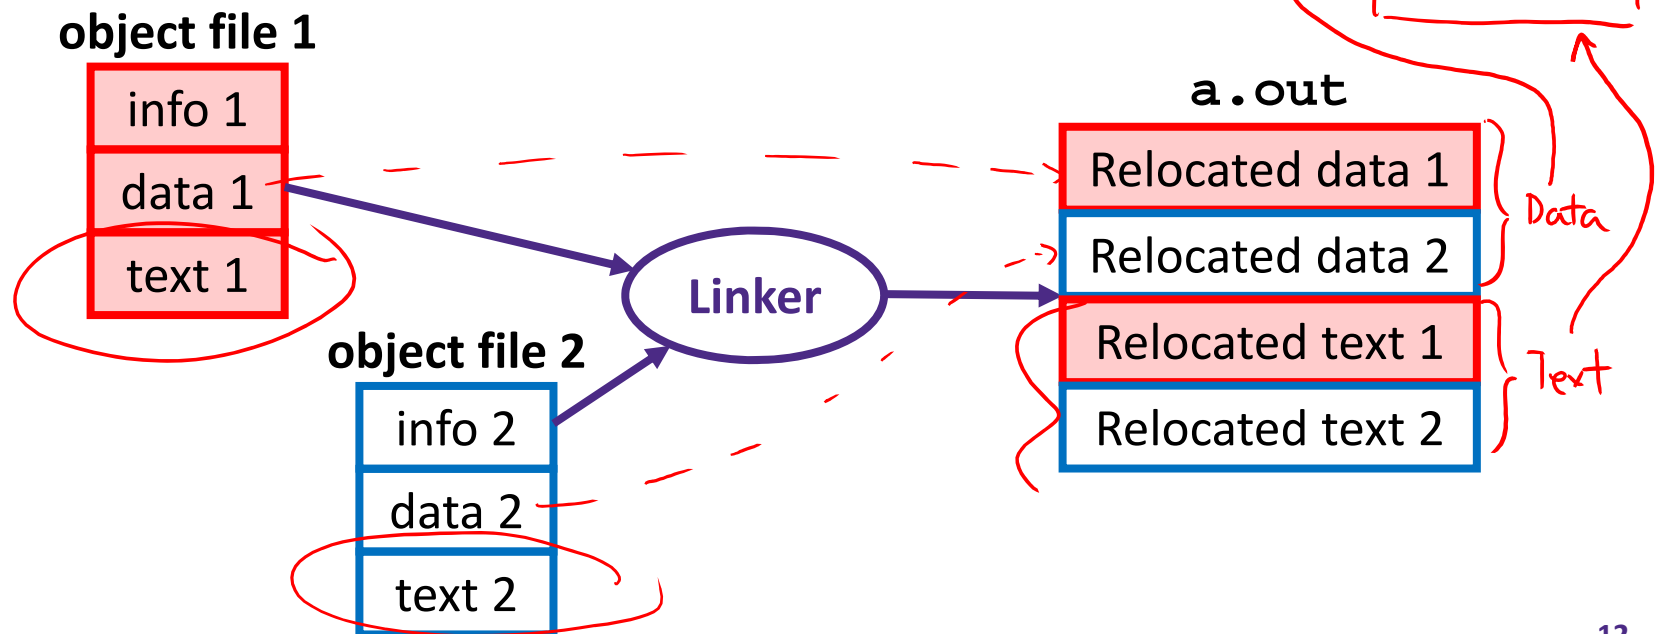 object file 1
info 1
data 1
text 1
object file 2
info 2
data 2
text 2
Linker
a.out
Relocated data 1
Relocated data 2
Relocated text 1
Relocated text 2
Data
Text
12